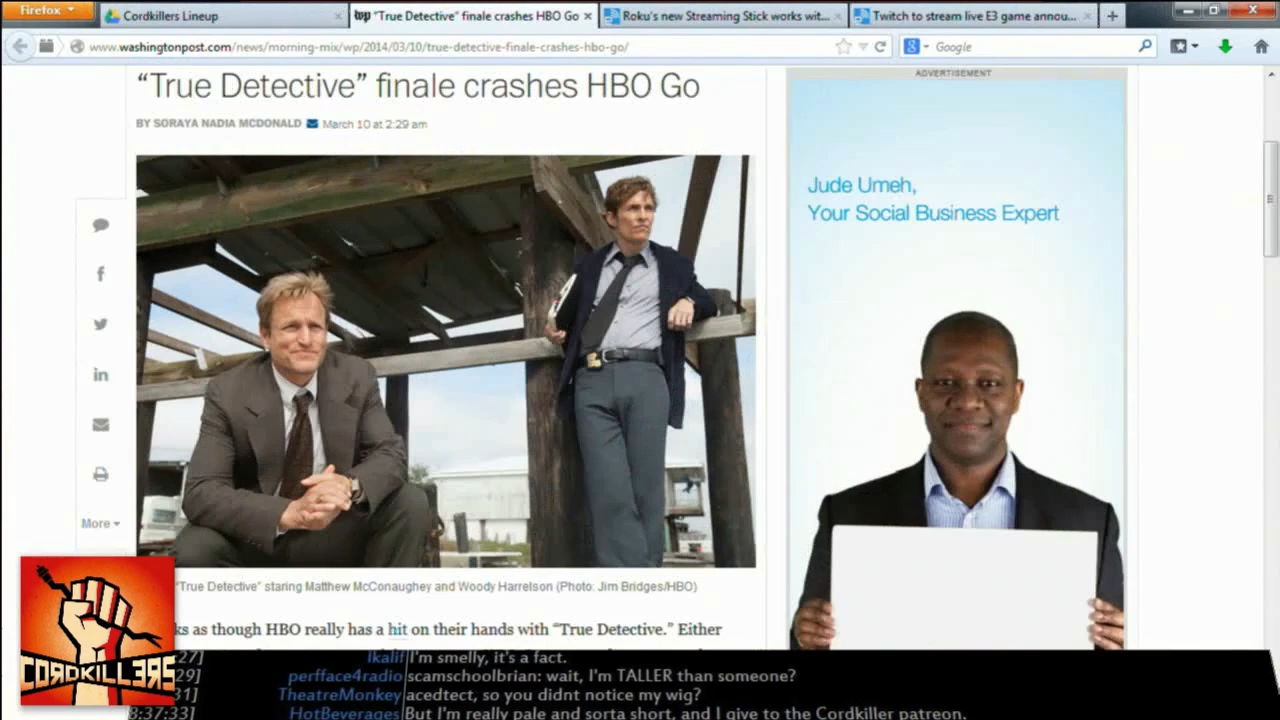 Firefox
Cordkillers Lineup
wp "True Detective" finale crashes HBO Go
Roku's new Streaming Stick works wit...
Twitch to stream live E3 game annou...
www.washingtonpost.com/news/morning-mix/wp/2014/03/10/true-detective-finale-crashes-hbo-go/
Google
ADVERTISEMENT
“True Detective” finale crashes HBO Go
BY SORAYA NADIA MCDONALD March 10 at 2:29 am
Jude Umeh,
Your Social Business Expert
More
"True Detective" staring Matthew McConaughey and Woody Harrelson (Photo: Jim Bridges/HBO)
ks as though HBO really has a hit on their hands with “True Detective.” Either
CORDKILLERS
:27] lkalif I'm smelly, it's a fact.
:29] perfface4radio scamschoolbrian: wait, I'm TALLER than someone?
:31] TheatreMonkey acedtect, so you didnt notice my wig?
8:37:33] HotBeverages But I'm really pale and sorta short, and I give to the Cordkiller patreon.